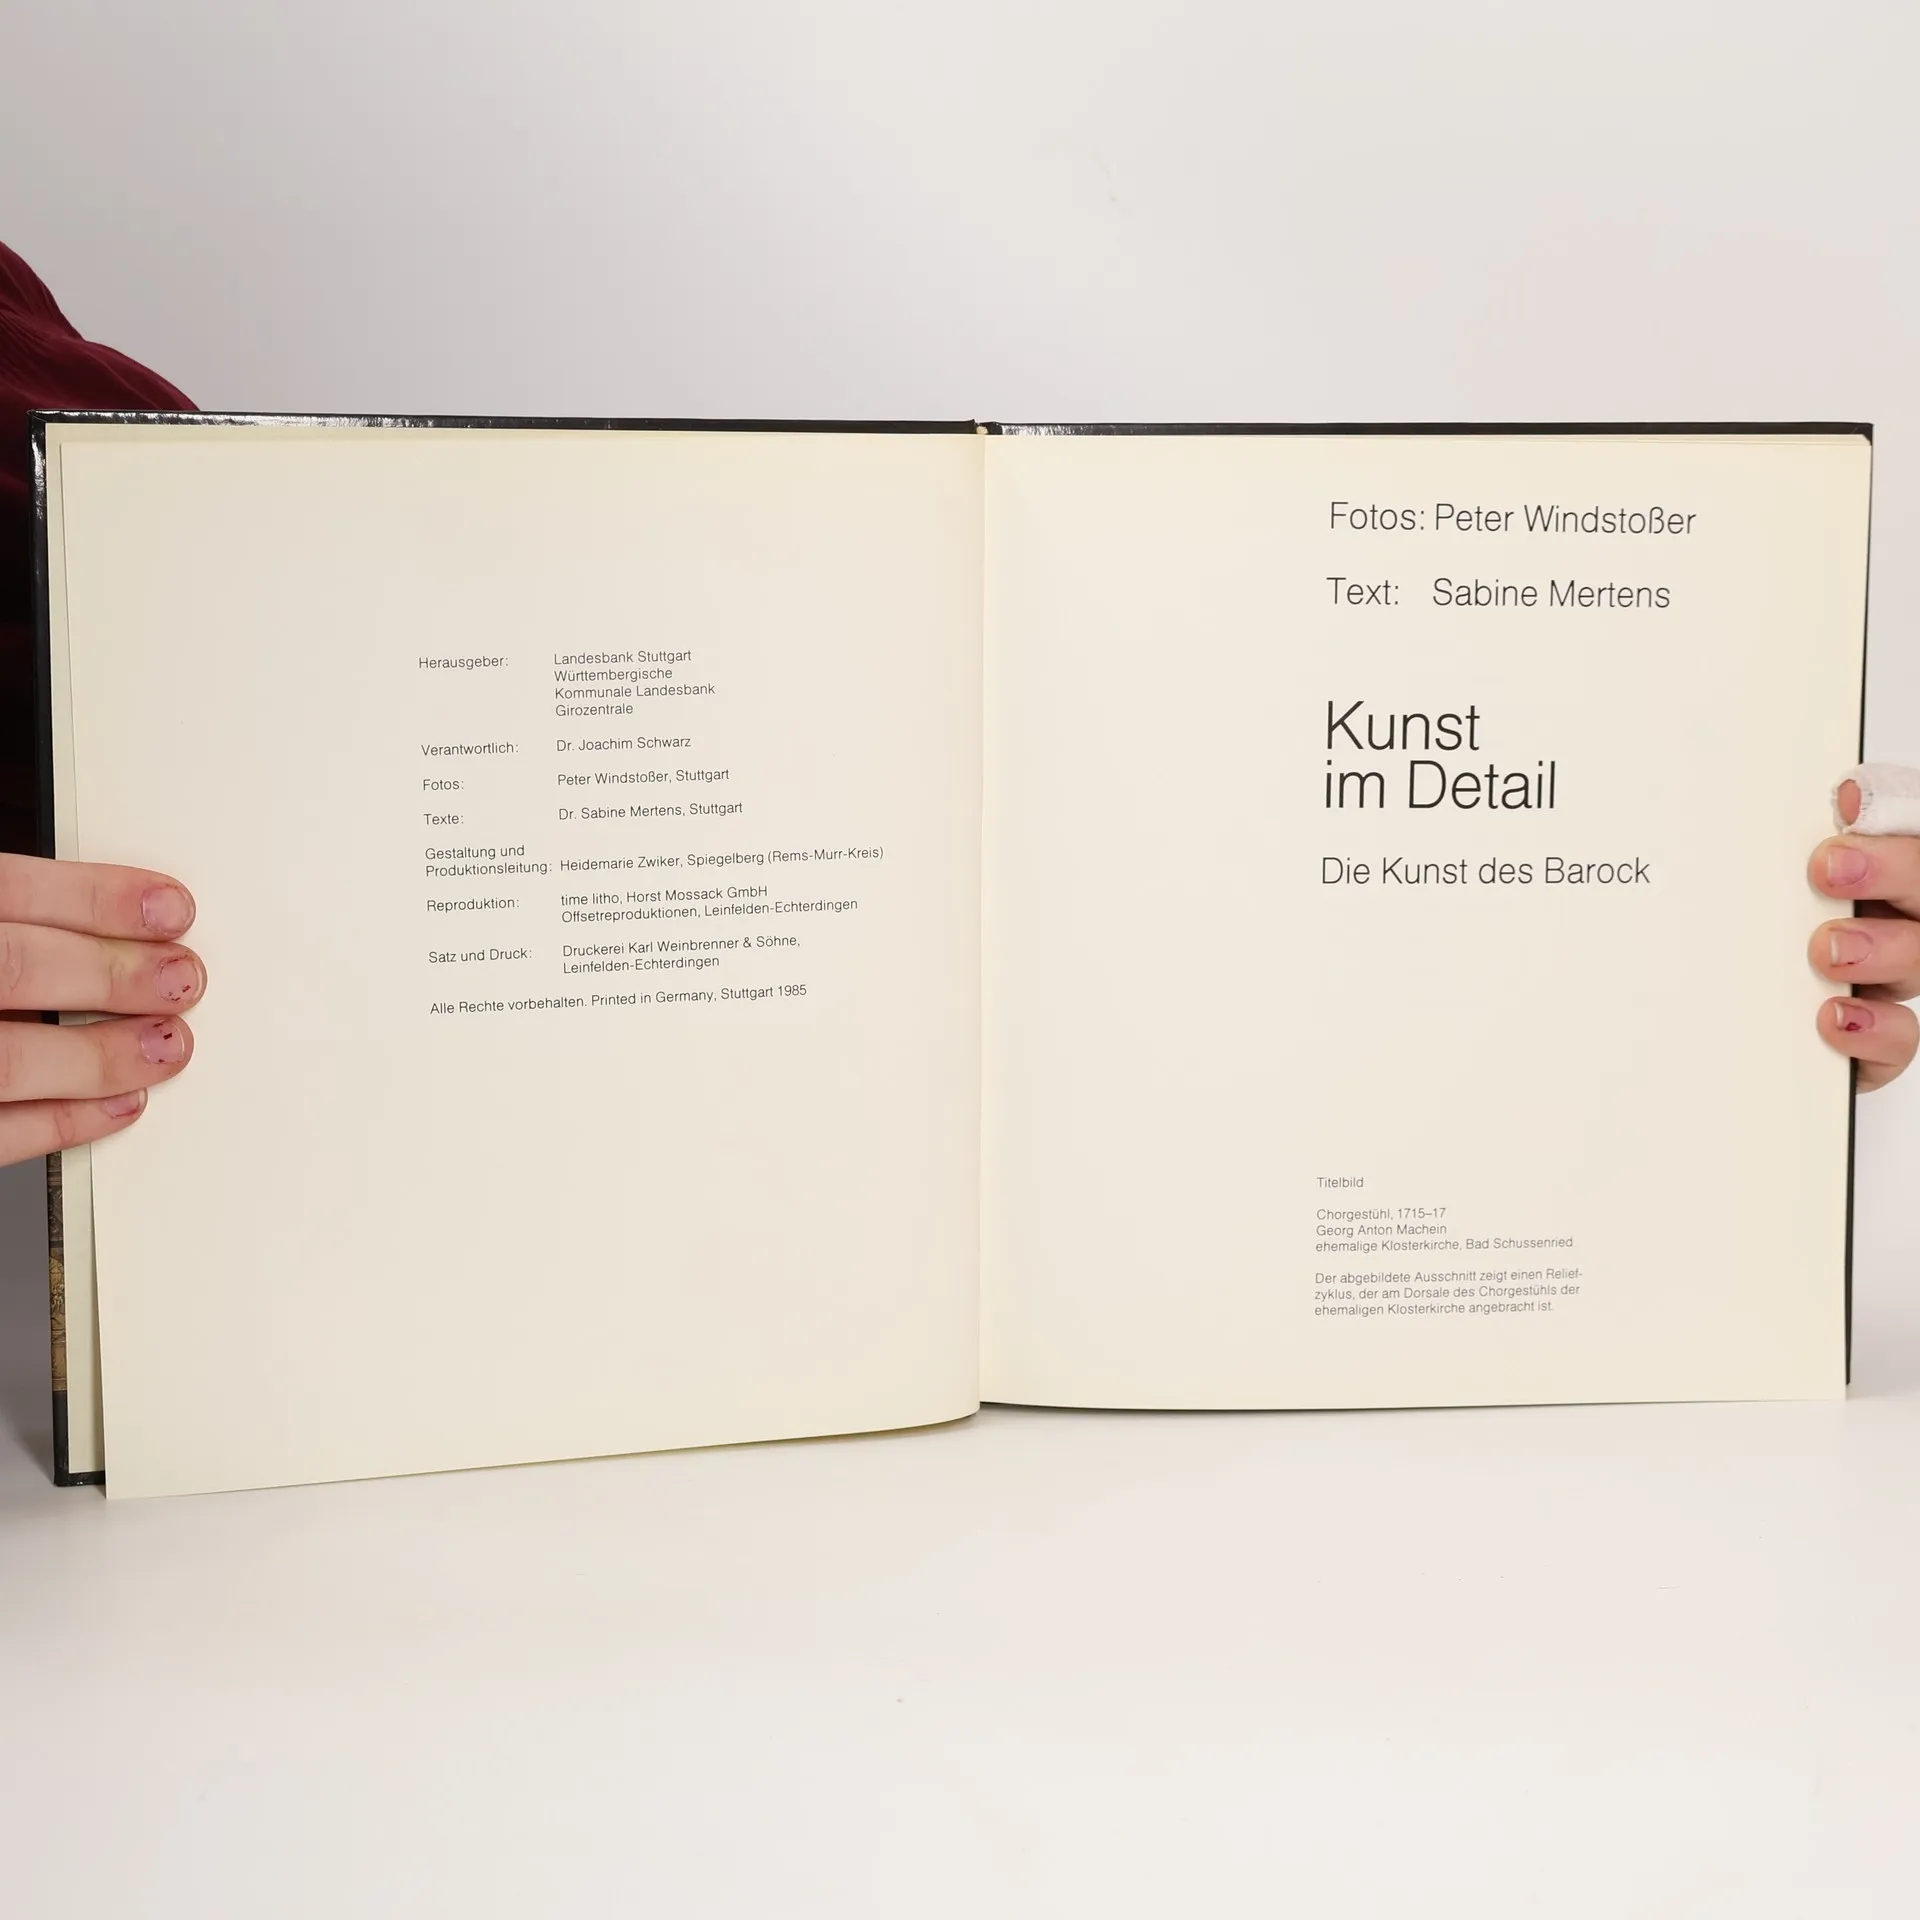 Herausgeber: Landesbank Stuttgart
Württembergische
Kommunale Landesbank
Girozentrale
Verantwortlich: Dr. Joachim Schwarz
Fotos: Peter Windstoßer, Stuttgart
Texte: Dr. Sabine Mertens, Stuttgart
Gestaltung und
Produktionsleitung: Heidemarie Zwiker, Spiegelberg (Rems-Murr-Kreis)
Reproduktion: time litho, Horst Mossack GmbH
Offsetreproduktionen, Leinfelden-Echterdingen
Satz und Druck: Druckerei Karl Weinbrenner & Söhne,
Leinfelden-Echterdingen
Alle Rechte vorbehalten. Printed in Germany, Stuttgart 1985
Fotos: Peter Windstoßer
Text: Sabine Mertens
Kunst
im Detail
Die Kunst des Barock
Titelbild
Chorgestühl, 1715–17
Georg Anton Machein
ehemalige Klosterkirche, Bad Schussenried
Der abgebildete Ausschnitt zeigt einen Relief-
zyklus, der am Dorsale des Chorgestühls der
ehemaligen Klosterkirche angebracht ist.